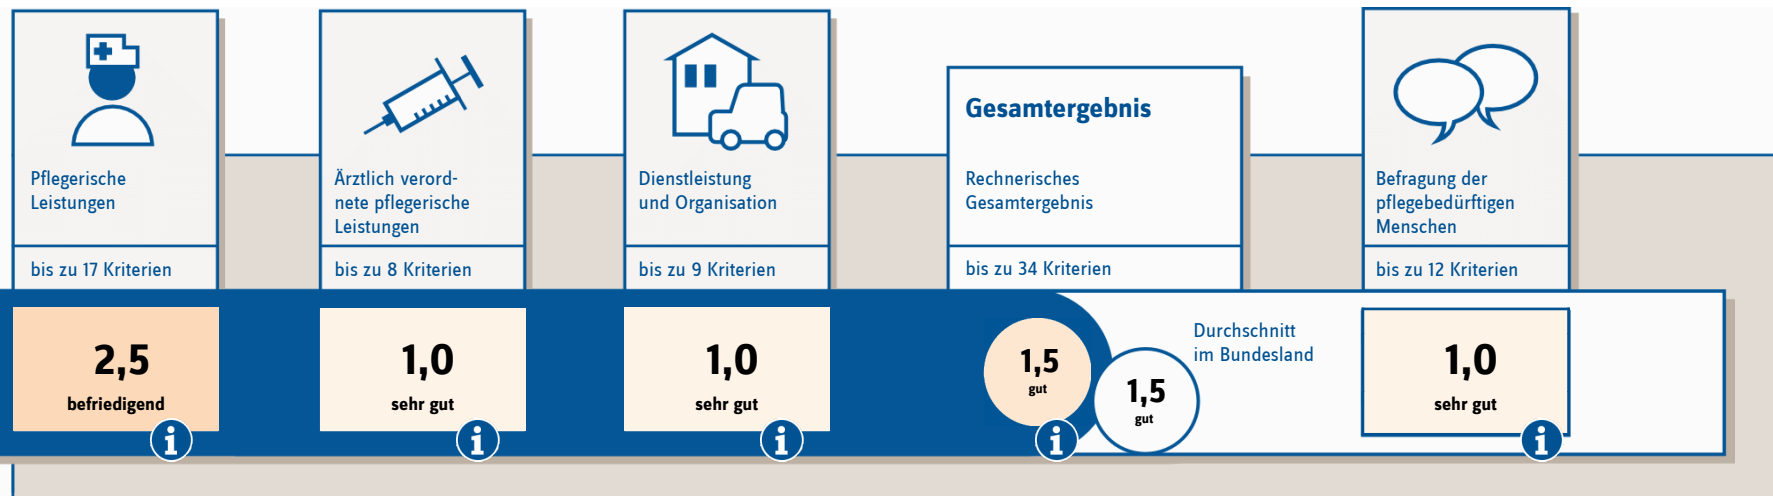 Pflegerische
Leistungen
bis zu 17 Kriterien
2,5
befriedigend
i
Ärztlich verord-
nete pflegerische
Leistungen
bis zu 8 Kriterien
1,0
sehr gut
i
Dienstleistung
und Organisation
bis zu 9 Kriterien
1,0
sehr gut
i
Gesamtergebnis
Rechnerisches
Gesamtergebnis
bis zu 34 Kriterien
1,5
gut
i
1,5
gut
Durchschnitt
im Bundesland
Befragung der
pflegebedürftigen
Menschen
bis zu 12 Kriterien
1,0
sehr gut
i